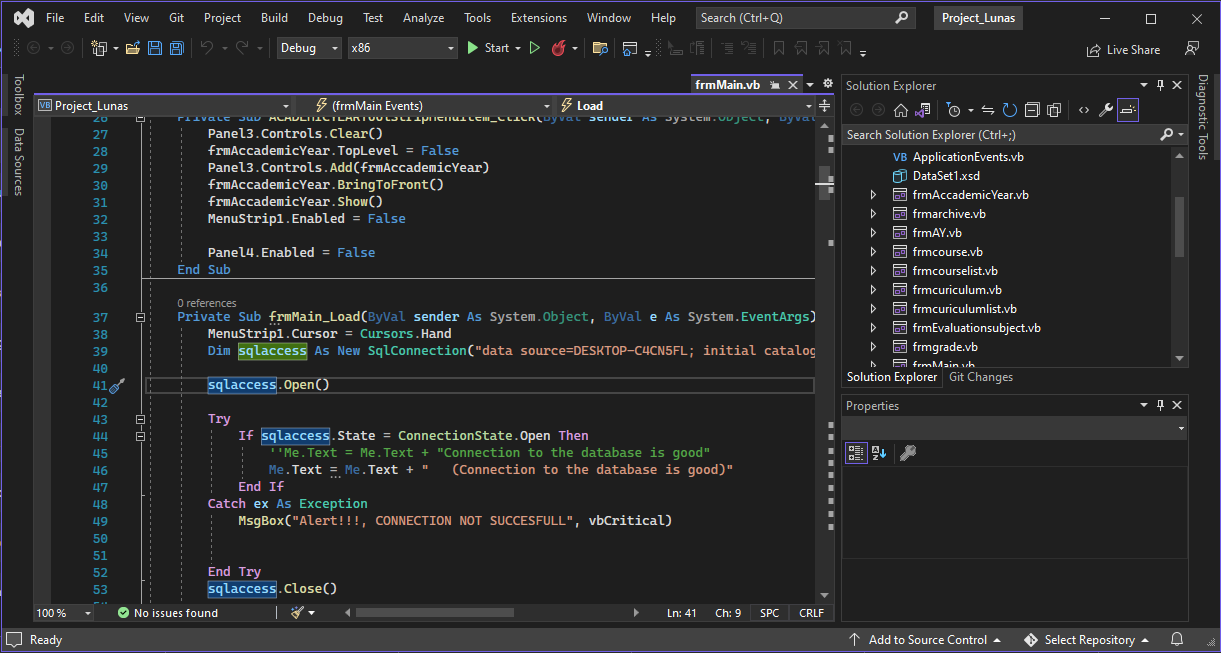 File Edit View Git Project Build Debug Test Analyze Tools Extensions Window Help Search (Ctrl+Q) Project_Lunas
Debug x86 Start Live Share
Toolbox
Data Sources
frmMain.vb
VB Project_Lunas (frmMain Events) Load
26 Private Sub ACADEMICYEARToolStripMenuItem_Click(ByVal sender As System.Object, ByVal
27 Panel3.Controls.Clear()
28 frmAccademicYear.TopLevel = False
29 Panel3.Controls.Add(frmAccademicYear)
30 frmAccademicYear.BringToFront()
31 frmAccademicYear.Show()
32 MenuStrip1.Enabled = False
33
34 Panel4.Enabled = False
35 End Sub
36
0 references
37 Private Sub frmMain_Load(ByVal sender As System.Object, ByVal e As System.EventArgs)
38 MenuStrip1.Cursor = Cursors.Hand
39 Dim sqlaccess As New SqlConnection("data source=DESKTOP-C4CN5FL; initial catalog
40
41 sqlaccess.Open()
42
43 Try
44 If sqlaccess.State = ConnectionState.Open Then
45 ''Me.Text = Me.Text + "Connection to the database is good"
46 Me.Text = Me.Text + "   (Connection to the database is good)"
47 End If
48 Catch ex As Exception
49 MsgBox("Alert!!!, CONNECTION NOT SUCCESFULL", vbCritical)
50
51
52 End Try
53 sqlaccess.Close()
100 % No issues found Ln: 41 Ch: 9 SPC CRLF
Solution Explorer
Search Solution Explorer (Ctrl+;)
VB ApplicationEvents.vb
DataSet1.xsd
frmAccademicYear.vb
frmarchive.vb
frmAY.vb
frmcourse.vb
frmcourselist.vb
frmcuriculum.vb
frmcuriculumlist.vb
frmEvaluationsubject.vb
frmgrade.vb
frmMain.vb
Solution Explorer Git Changes
Properties
Diagnostic Tools
Ready Add to Source Control Select Repository